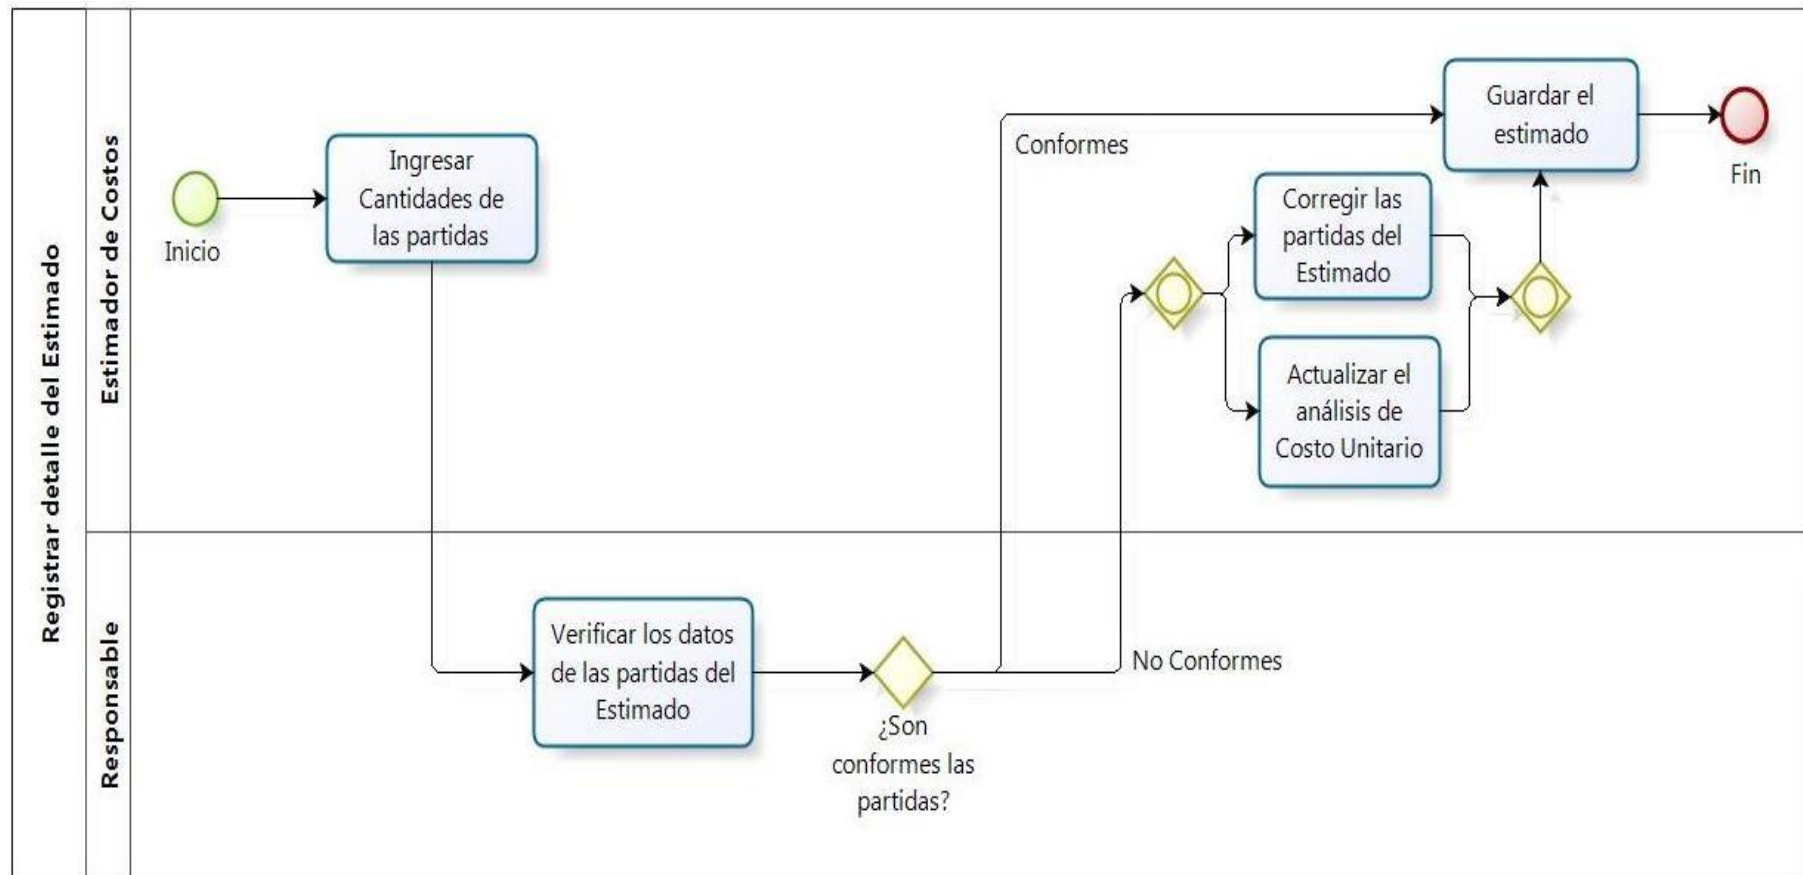 Registrar detalle del Estimado
Estimador de Costos
Inicio
Ingresar
Cantidades de
las partidas
Conformes
Guardar el
estimado
Fin
Corregir las
partidas del
Estimado
Actualizar el
análisis de
Costo Unitario
Responsable
Verificar los datos
de las partidas del
Estimado
¿Son
conformes las
partidas?
No Conformes